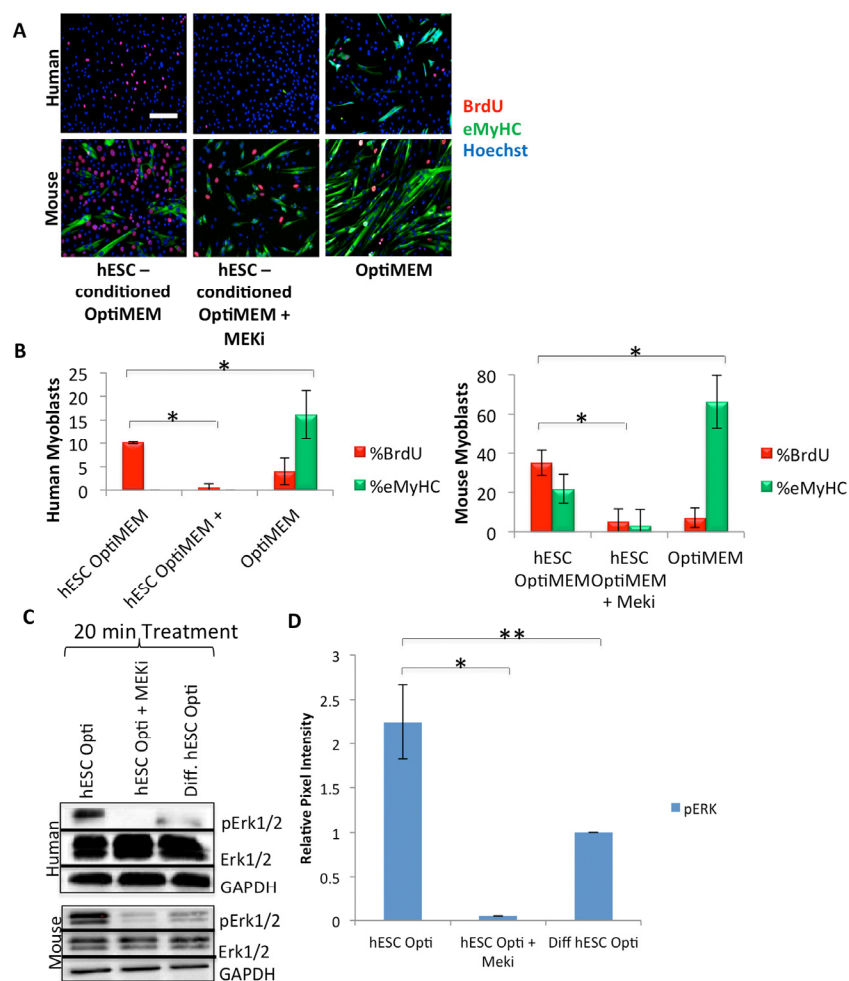 A
Human
Mouse
BrdU
eMyHC
Hoechst
hESC –
conditioned
OptiMEM
hESC –
conditioned
OptiMEM +
MEKi
OptiMEM
B
Human Myoblasts
25
20
15
10
5
0
*
*
hESC OptiMEM
hESC OptiMEM +
OptiMEM
%BrdU
%eMyHC
Mouse Myoblasts
80
60
40
20
0
*
*
hESC
OptiMEM
hESC
OptiMEM
+ Meki
OptiMEM
%BrdU
%eMyHC
C
20 min Treatment
hESC Opti
hESC Opti + MEKi
Diff. hESC Opti
Human
pErk1/2
Erk1/2
GAPDH
Mouse
pErk1/2
Erk1/2
GAPDH
D
Relative Pixel Intensity
3
2.5
2
1.5
1
0.5
0
**
*
hESC Opti
hESC Opti +
Meki
Diff hESC Opti
pERK